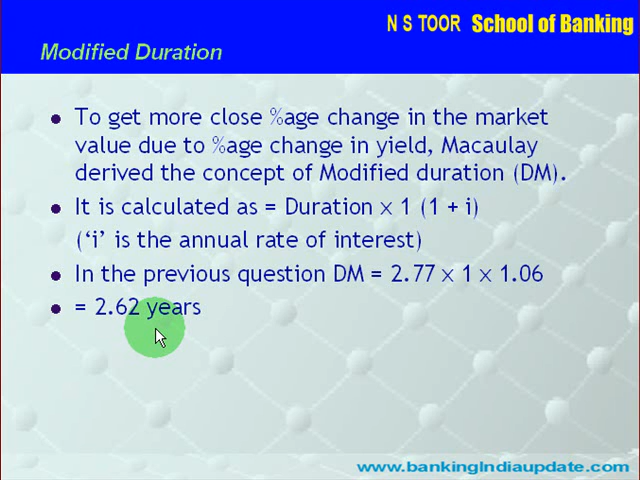 N S TOOR School of Banking
Modified Duration
• To get more close %age change in the market
value due to %age change in yield, Macaulay
derived the concept of Modified duration (DM).
• It is calculated as = Duration x 1 (1 + i)
(‘i’ is the annual rate of interest)
• In the previous question DM = 2.77 x 1 x 1.06
• = 2.62 years
www.bankingIndiaupdate.com